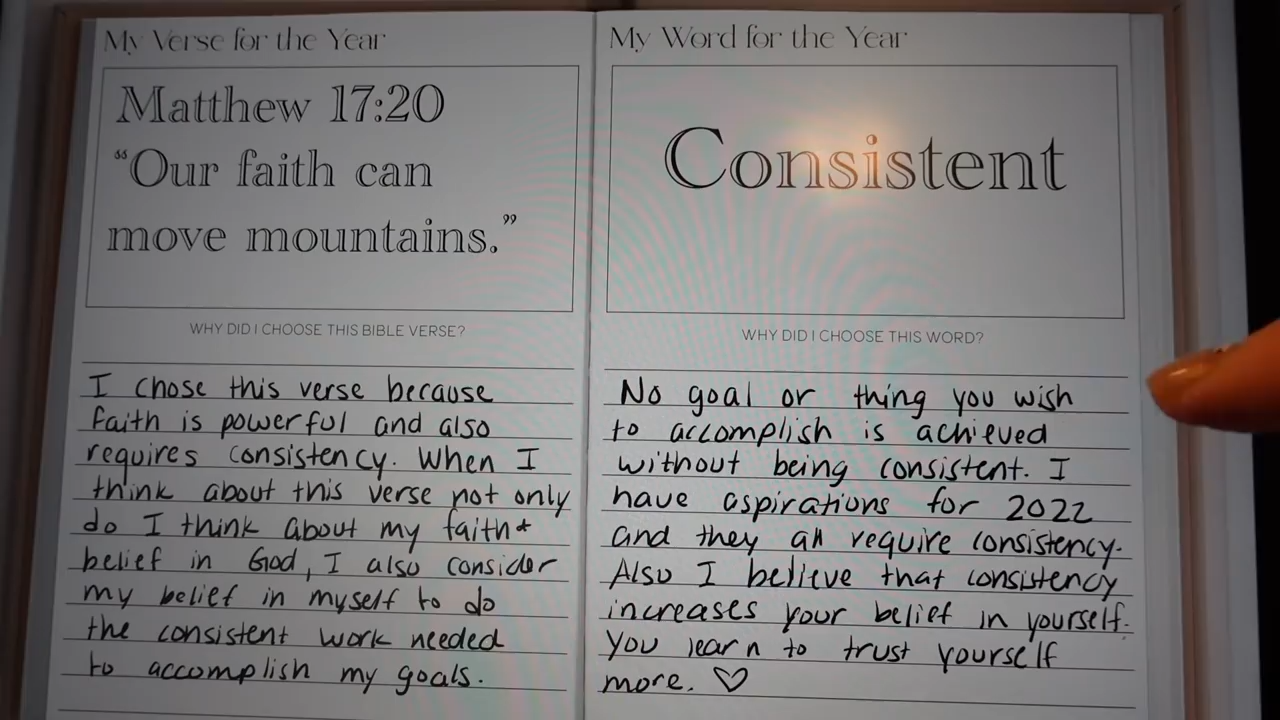 My Verse for the Year
Matthew 17:20
“Our faith can
move mountains.”
WHY DID I CHOOSE THIS BIBLE VERSE?
I chose this verse because
faith is powerful and also
requires consistency. When I
think about this verse not only
do I think about my faith*
belief in God, I also consider
my belief in myself to do
the consistent work needed
to accomplish my goals.
My Word for the Year
Consistent
WHY DID I CHOOSE THIS WORD?
No goal or thing you wish
to accomplish is achieved
without being consistent. I
have aspirations for 2022
and they all require consistency.
Also I believe that consistency
increases your belief in yourself.
You learn to trust yourself
more. ♡